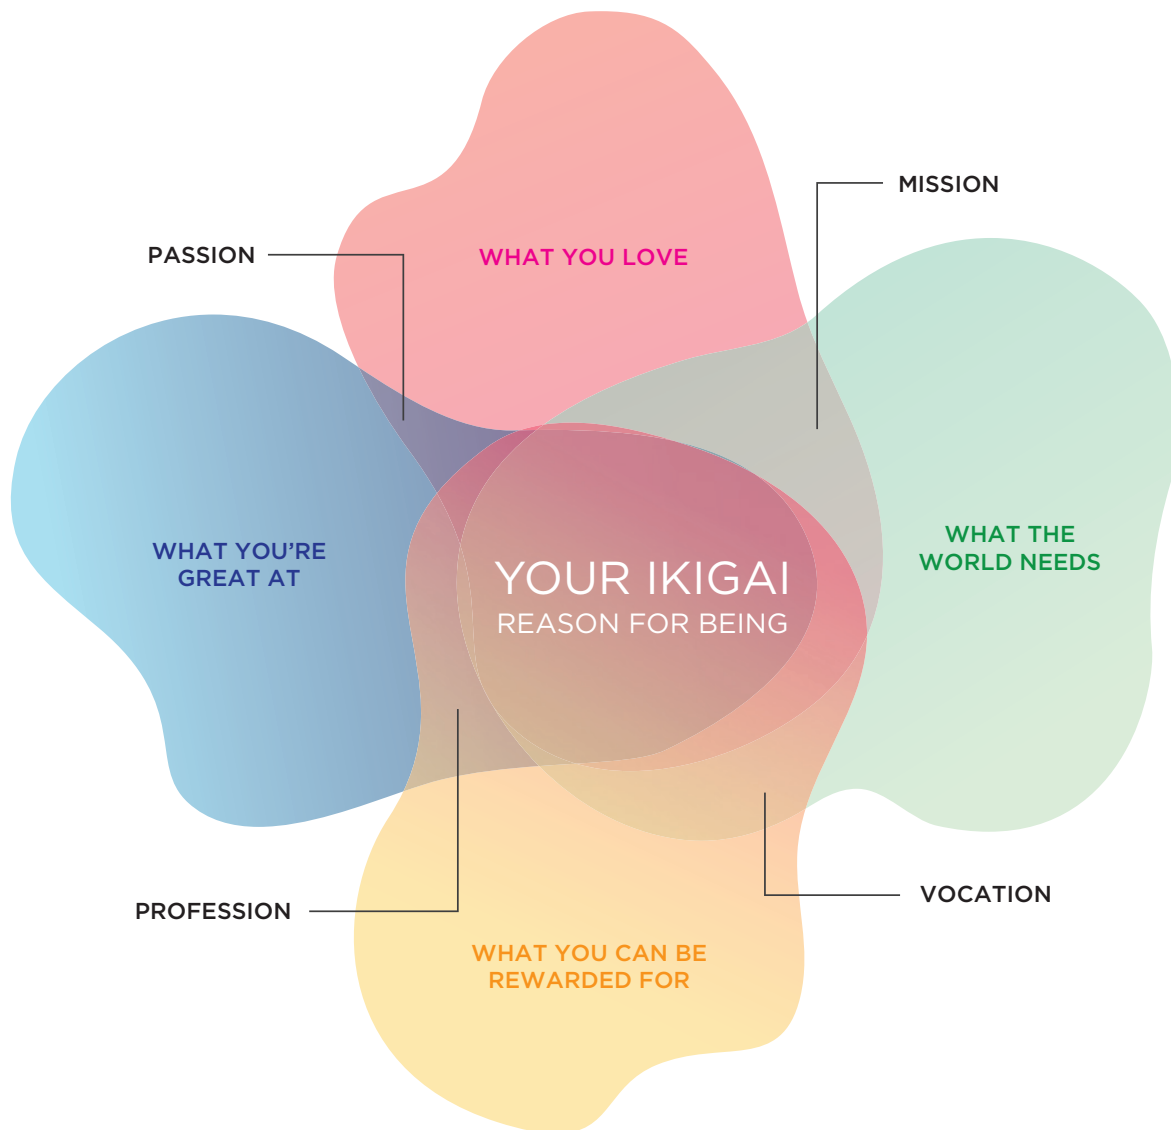 MISSION
PASSION
WHAT YOU LOVE
WHAT YOU’RE
GREAT AT
WHAT THE
WORLD NEEDS
YOUR IKIGAI
REASON FOR BEING
PROFESSION
VOCATION
WHAT YOU CAN BE
REWARDED FOR